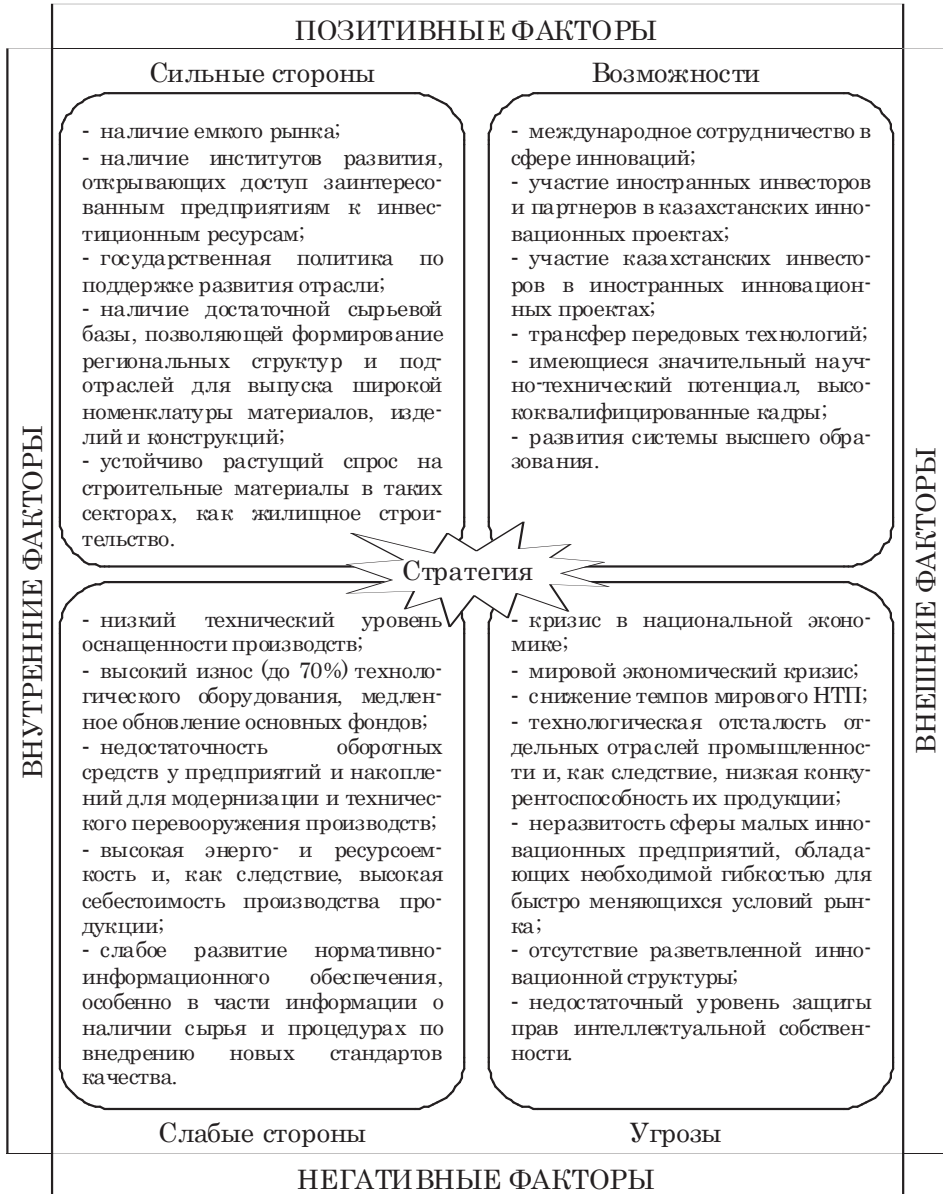 ПОЗИТИВНЫЕ ФАКТОРЫ
Сильные стороны
- наличие емкого рынка;
- наличие институтов развития,
открывающих доступ заинтересо-
ванным предприятиям к инвес-
тиционным ресурсам;
- государственная политика по
поддержке развития отрасли;
- наличие достаточной сырьевой
базы, позволяющей формирование
региональных структур и под-
отраслей для выпуска широкой
номенклатуры материалов, изде-
лий и конструкций;
- устойчиво растущий спрос на
строительные материалы в таких
секторах, как жилищное строи-
тельство.
Возможности
- международное сотрудничество в
сфере инноваций;
- участие иностранных инвесторов
и партнеров в казахстанских инно-
вационных проектах;
- участие казахстанских инвесто-
ров в иностранных инновацион-
ных проектах;
- трансфер передовых технологий;
- имеющиеся значительный науч-
но-технический потенциал, высо-
коквалифицированные кадры;
- развития системы высшего обра-
зования.
ВНУТРЕННИЕ ФАКТОРЫ
ВНЕШНИЕ ФАКТОРЫ
Стратегия
- низкий технический уровень
оснащенности производств;
- высокий износ (до 70%) техноло-
гического оборудования, медлен-
ное обновление основных фондов;
- недостаточность оборотных
средств у предприятий и накопле-
ний для модернизации и техничес-
кого перевооружения производств;
- высокая энерго- и ресурсоем-
кость и, как следствие, высокая
себестоимость производства про-
дукции;
- слабое развитие нормативно-
информационного обеспечения,
особенно в части информации о
наличии сырья и процедурах по
внедрению новых стандартов
качества.
Слабые стороны
- кризис в национальной эконо-
мике;
- мировой экономический кризис;
- снижение темпов мирового НТП;
- технологическая отсталость от-
дельных отраслей промышленнос-
ти и, как следствие, низкая конку-
рентоспособность их продукции;
- неразвитость сферы малых инно-
вационных предприятий, облада-
ющих необходимой гибкостью для
быстро меняющихся условий рын-
ка;
- отсутствие разветвленной инно-
вационной структуры;
- недостаточный уровень защиты
прав интеллектуальной собствен-
ности.
Угрозы
НЕГАТИВНЫЕ ФАКТОРЫ